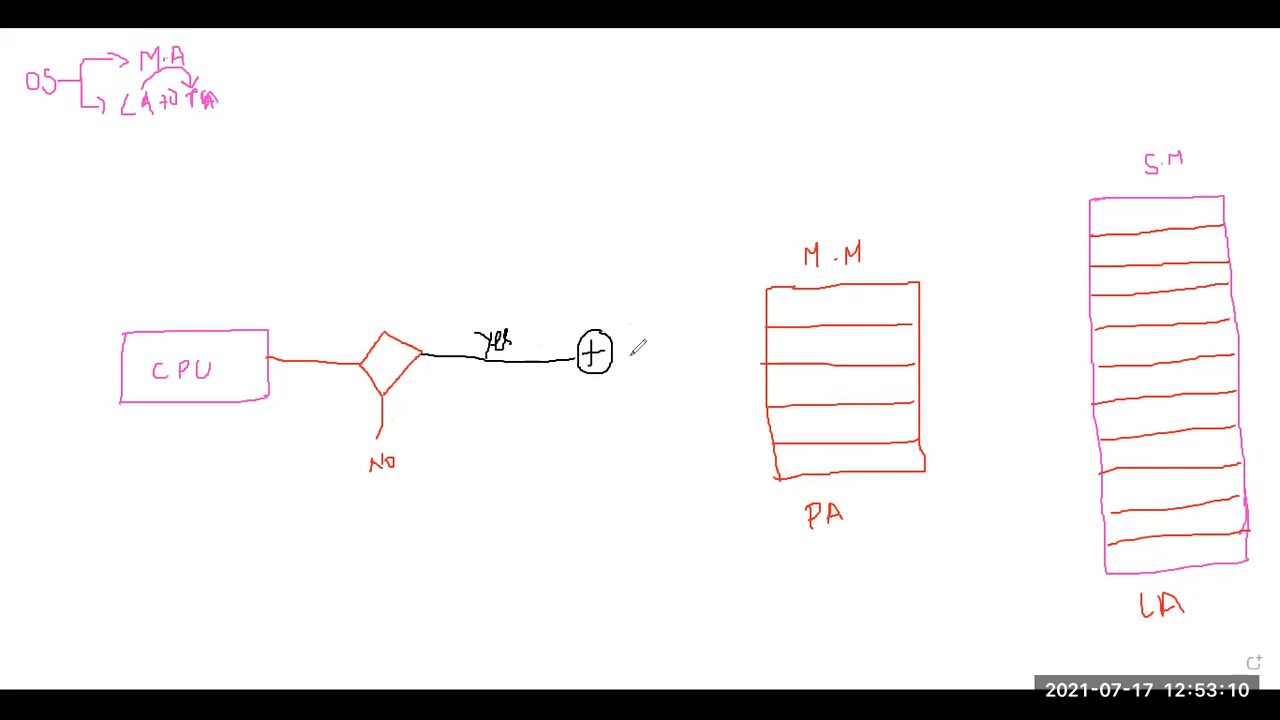 M.A
OS
LA TO PA
S.M
M.M
Yes
+
CPU
No
PA
LA
2021-07-17 12:53:10